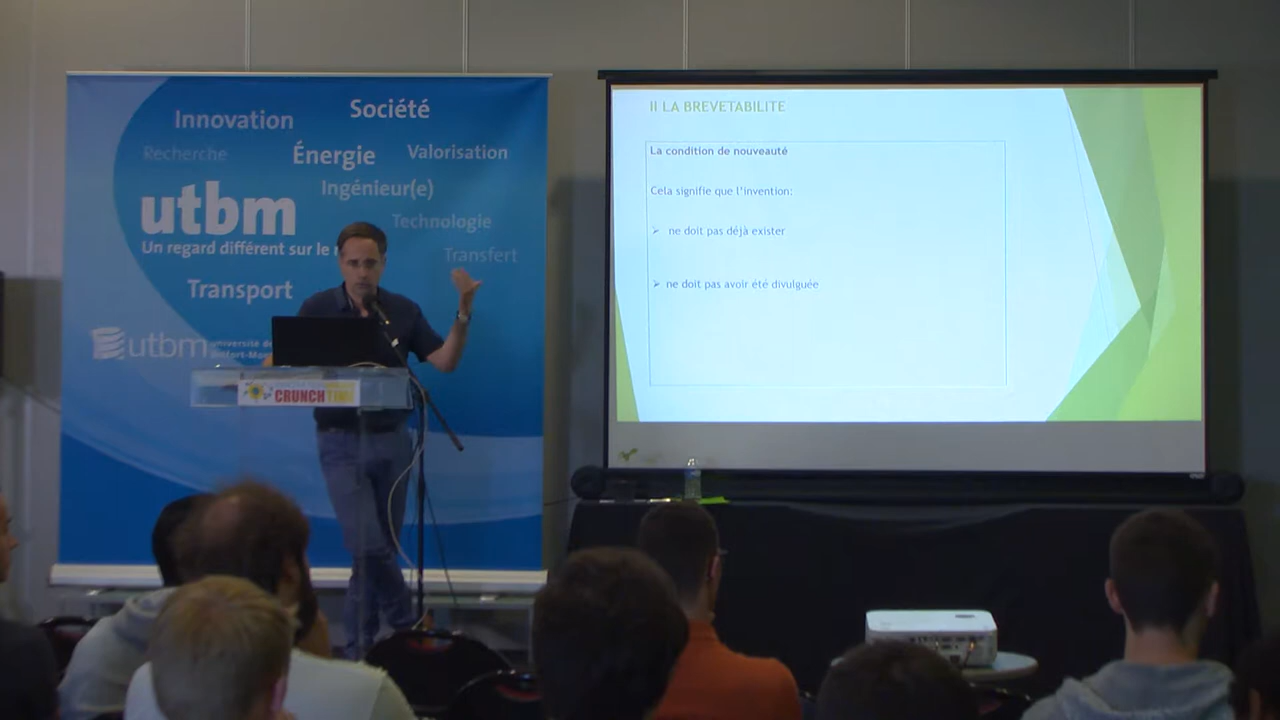 Innovation
Société
Recherche
Énergie
Valorisation
Ingénieur(e)
utbm
Technologie
Un regard différent sur le
Transfert
Transport
utbm
université de
CRUNCH TIME
II LA BREVETABILITE
La condition de nouveauté
Cela signifie que l'invention:
➢ ne doit pas déjà exister
➢ ne doit pas avoir été divulguée